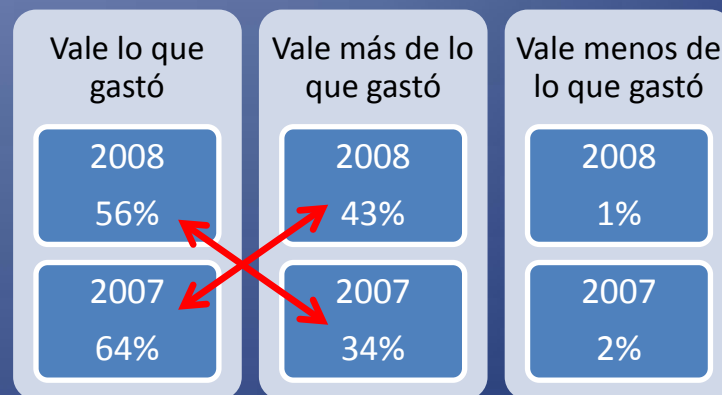 Vale lo que
gastó
2008
56%
2007
64%
Vale más de lo
que gastó
2008
43%
2007
34%
Vale menos de
lo que gastó
2008
1%
2007
2%